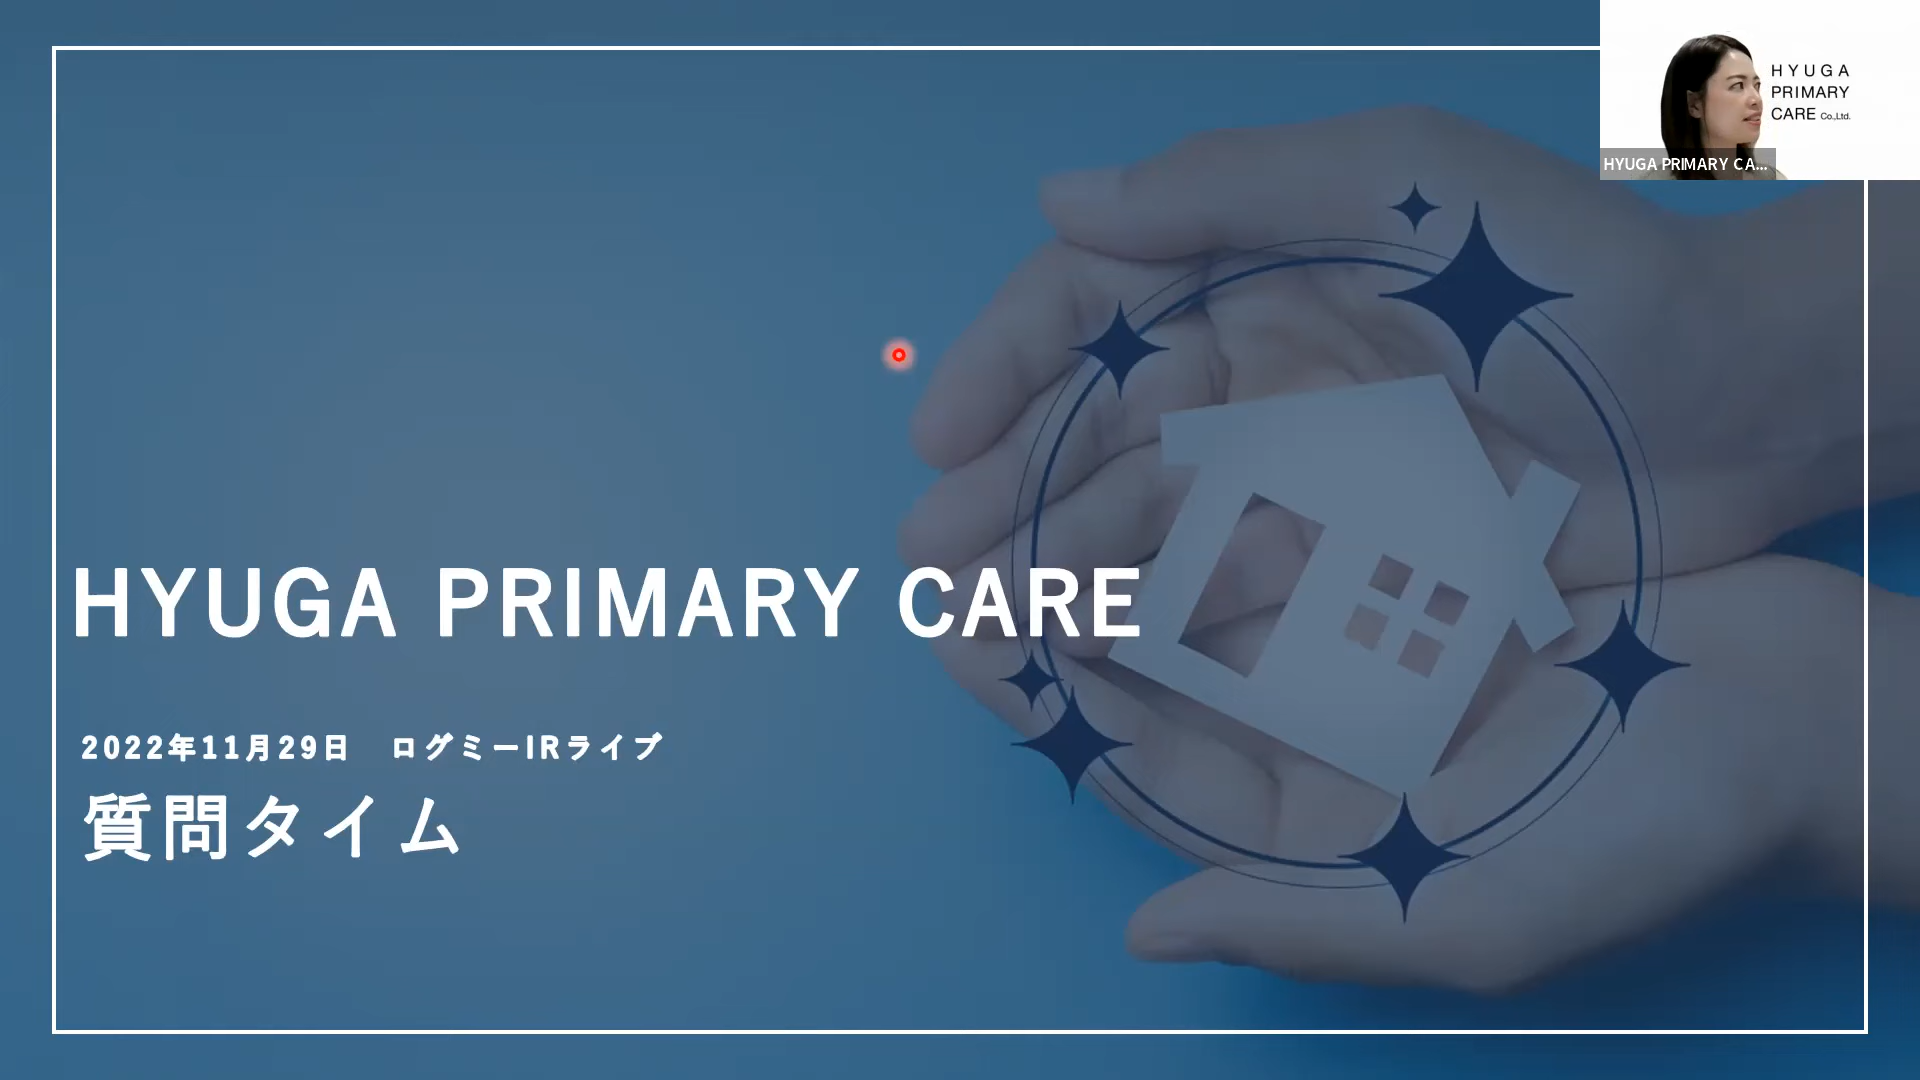 HYUGA
PRIMARY
CARE Co.,Ltd.
HYUGA PRIMARY CA...
HYUGA PRIMARY CARE
2022年11月29日　ログミーIRライブ
質問タイム